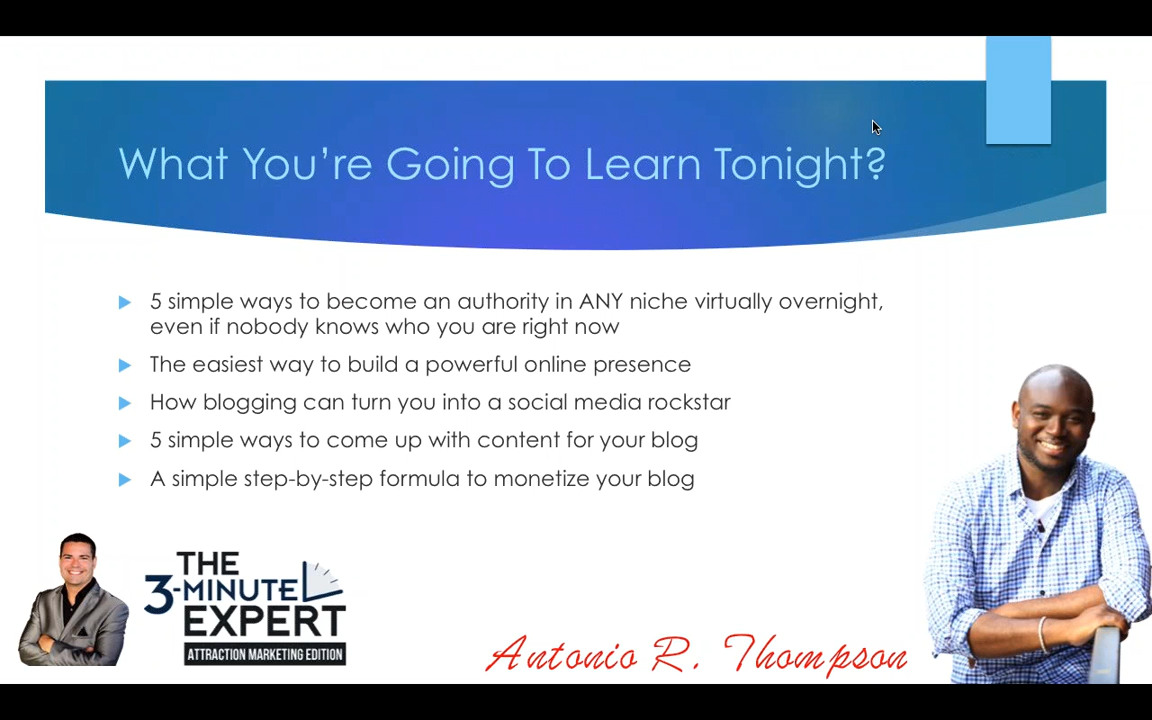 What You're Going To Learn Tonight?
5 simple ways to become an authority in ANY niche virtually overnight,
even if nobody knows who you are right now
The easiest way to build a powerful online presence
How blogging can turn you into a social media rockstar
5 simple ways to come up with content for your blog
A simple step-by-step formula to monetize your blog
THE
3-MINUTE
EXPERT
ATTRACTION MARKETING EDITION
Antonio R. Thompson